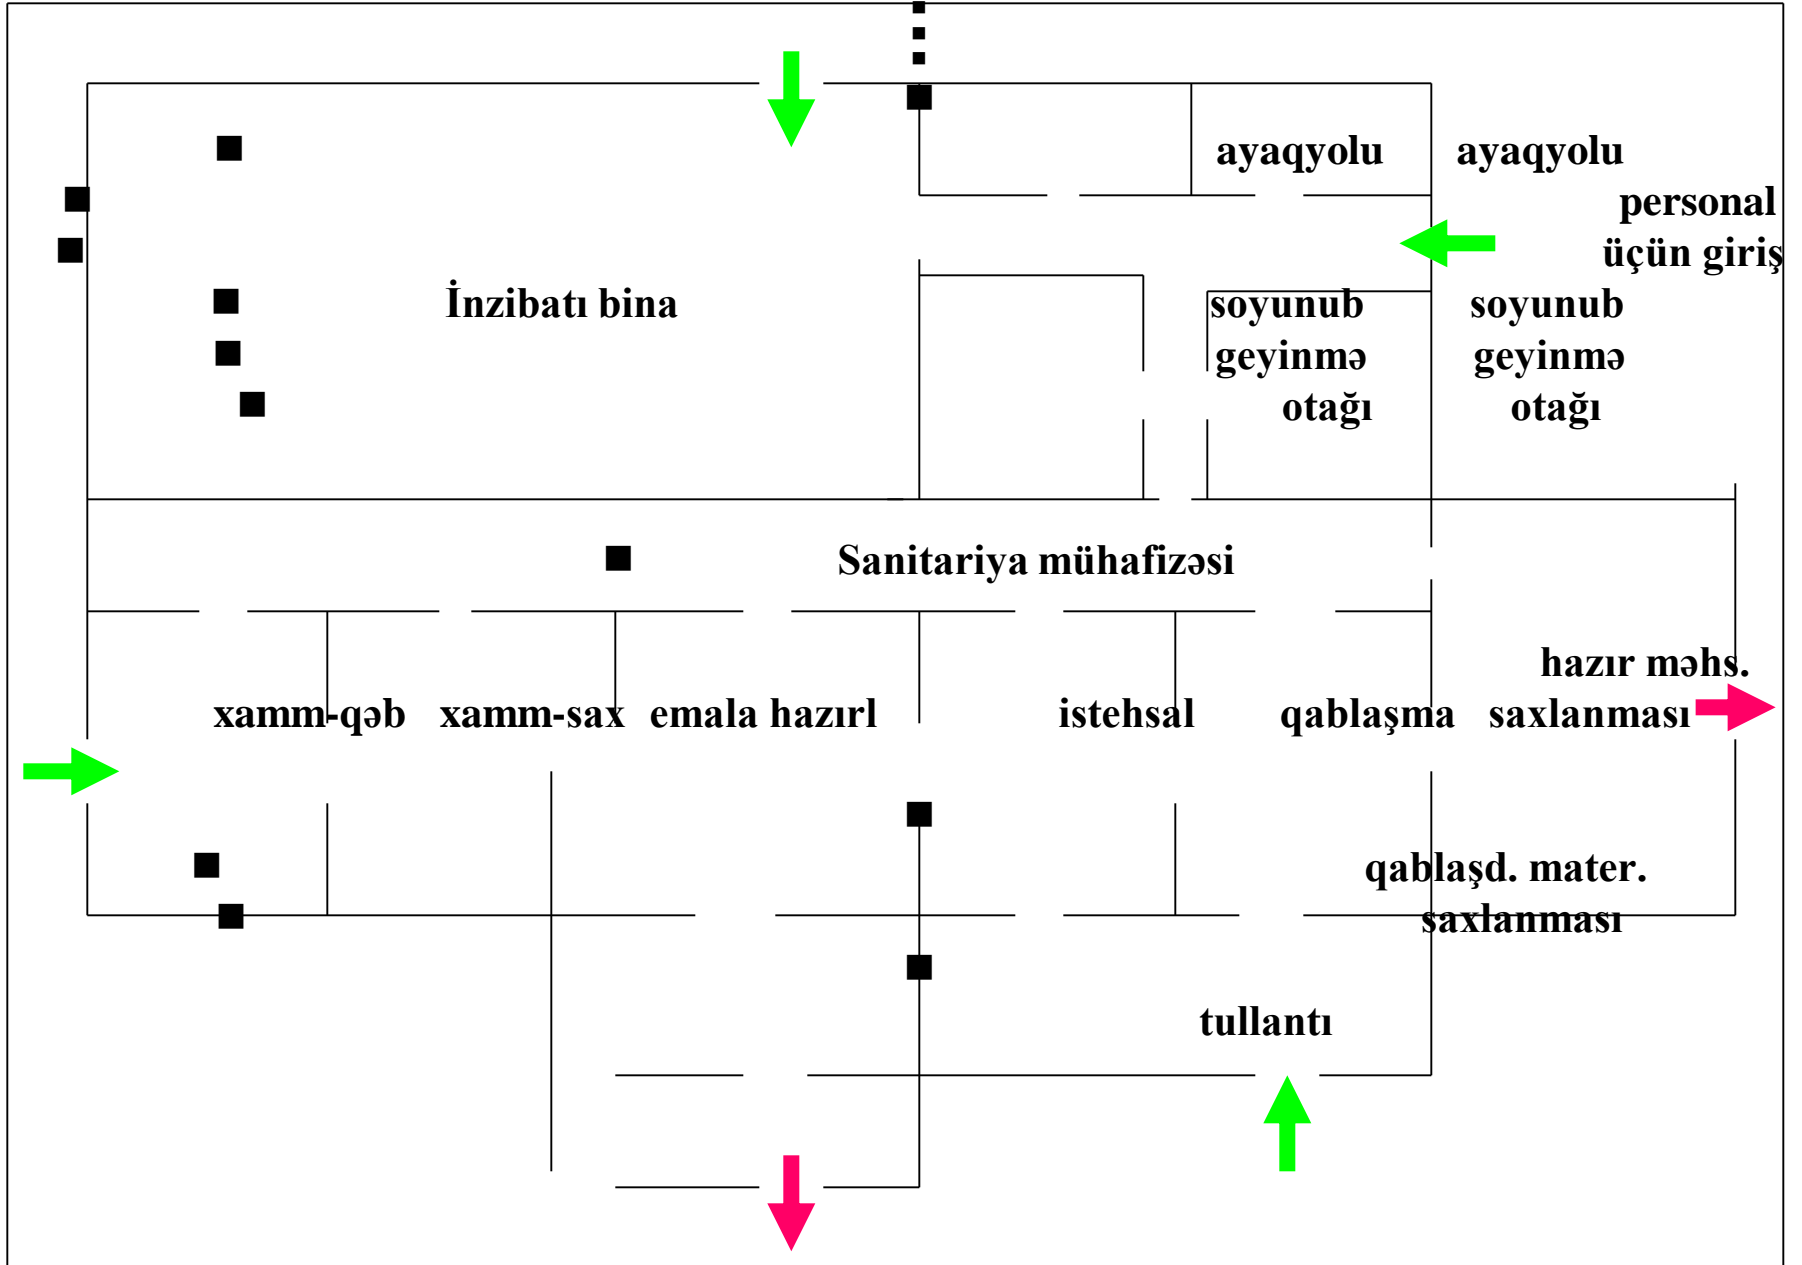 ayaqyolu ayaqyolu
personal
üçün giriş
İnzibatı bina soyunub soyunub
geyinmə geyinmə
otağı otağı
Sanitariya mühafizəsi
hazır məhs.
xamm-qəb xamm-sax emala hazırl istehsal qablaşma saxlanması
qablaşd. mater.
saxlanması
tullantı